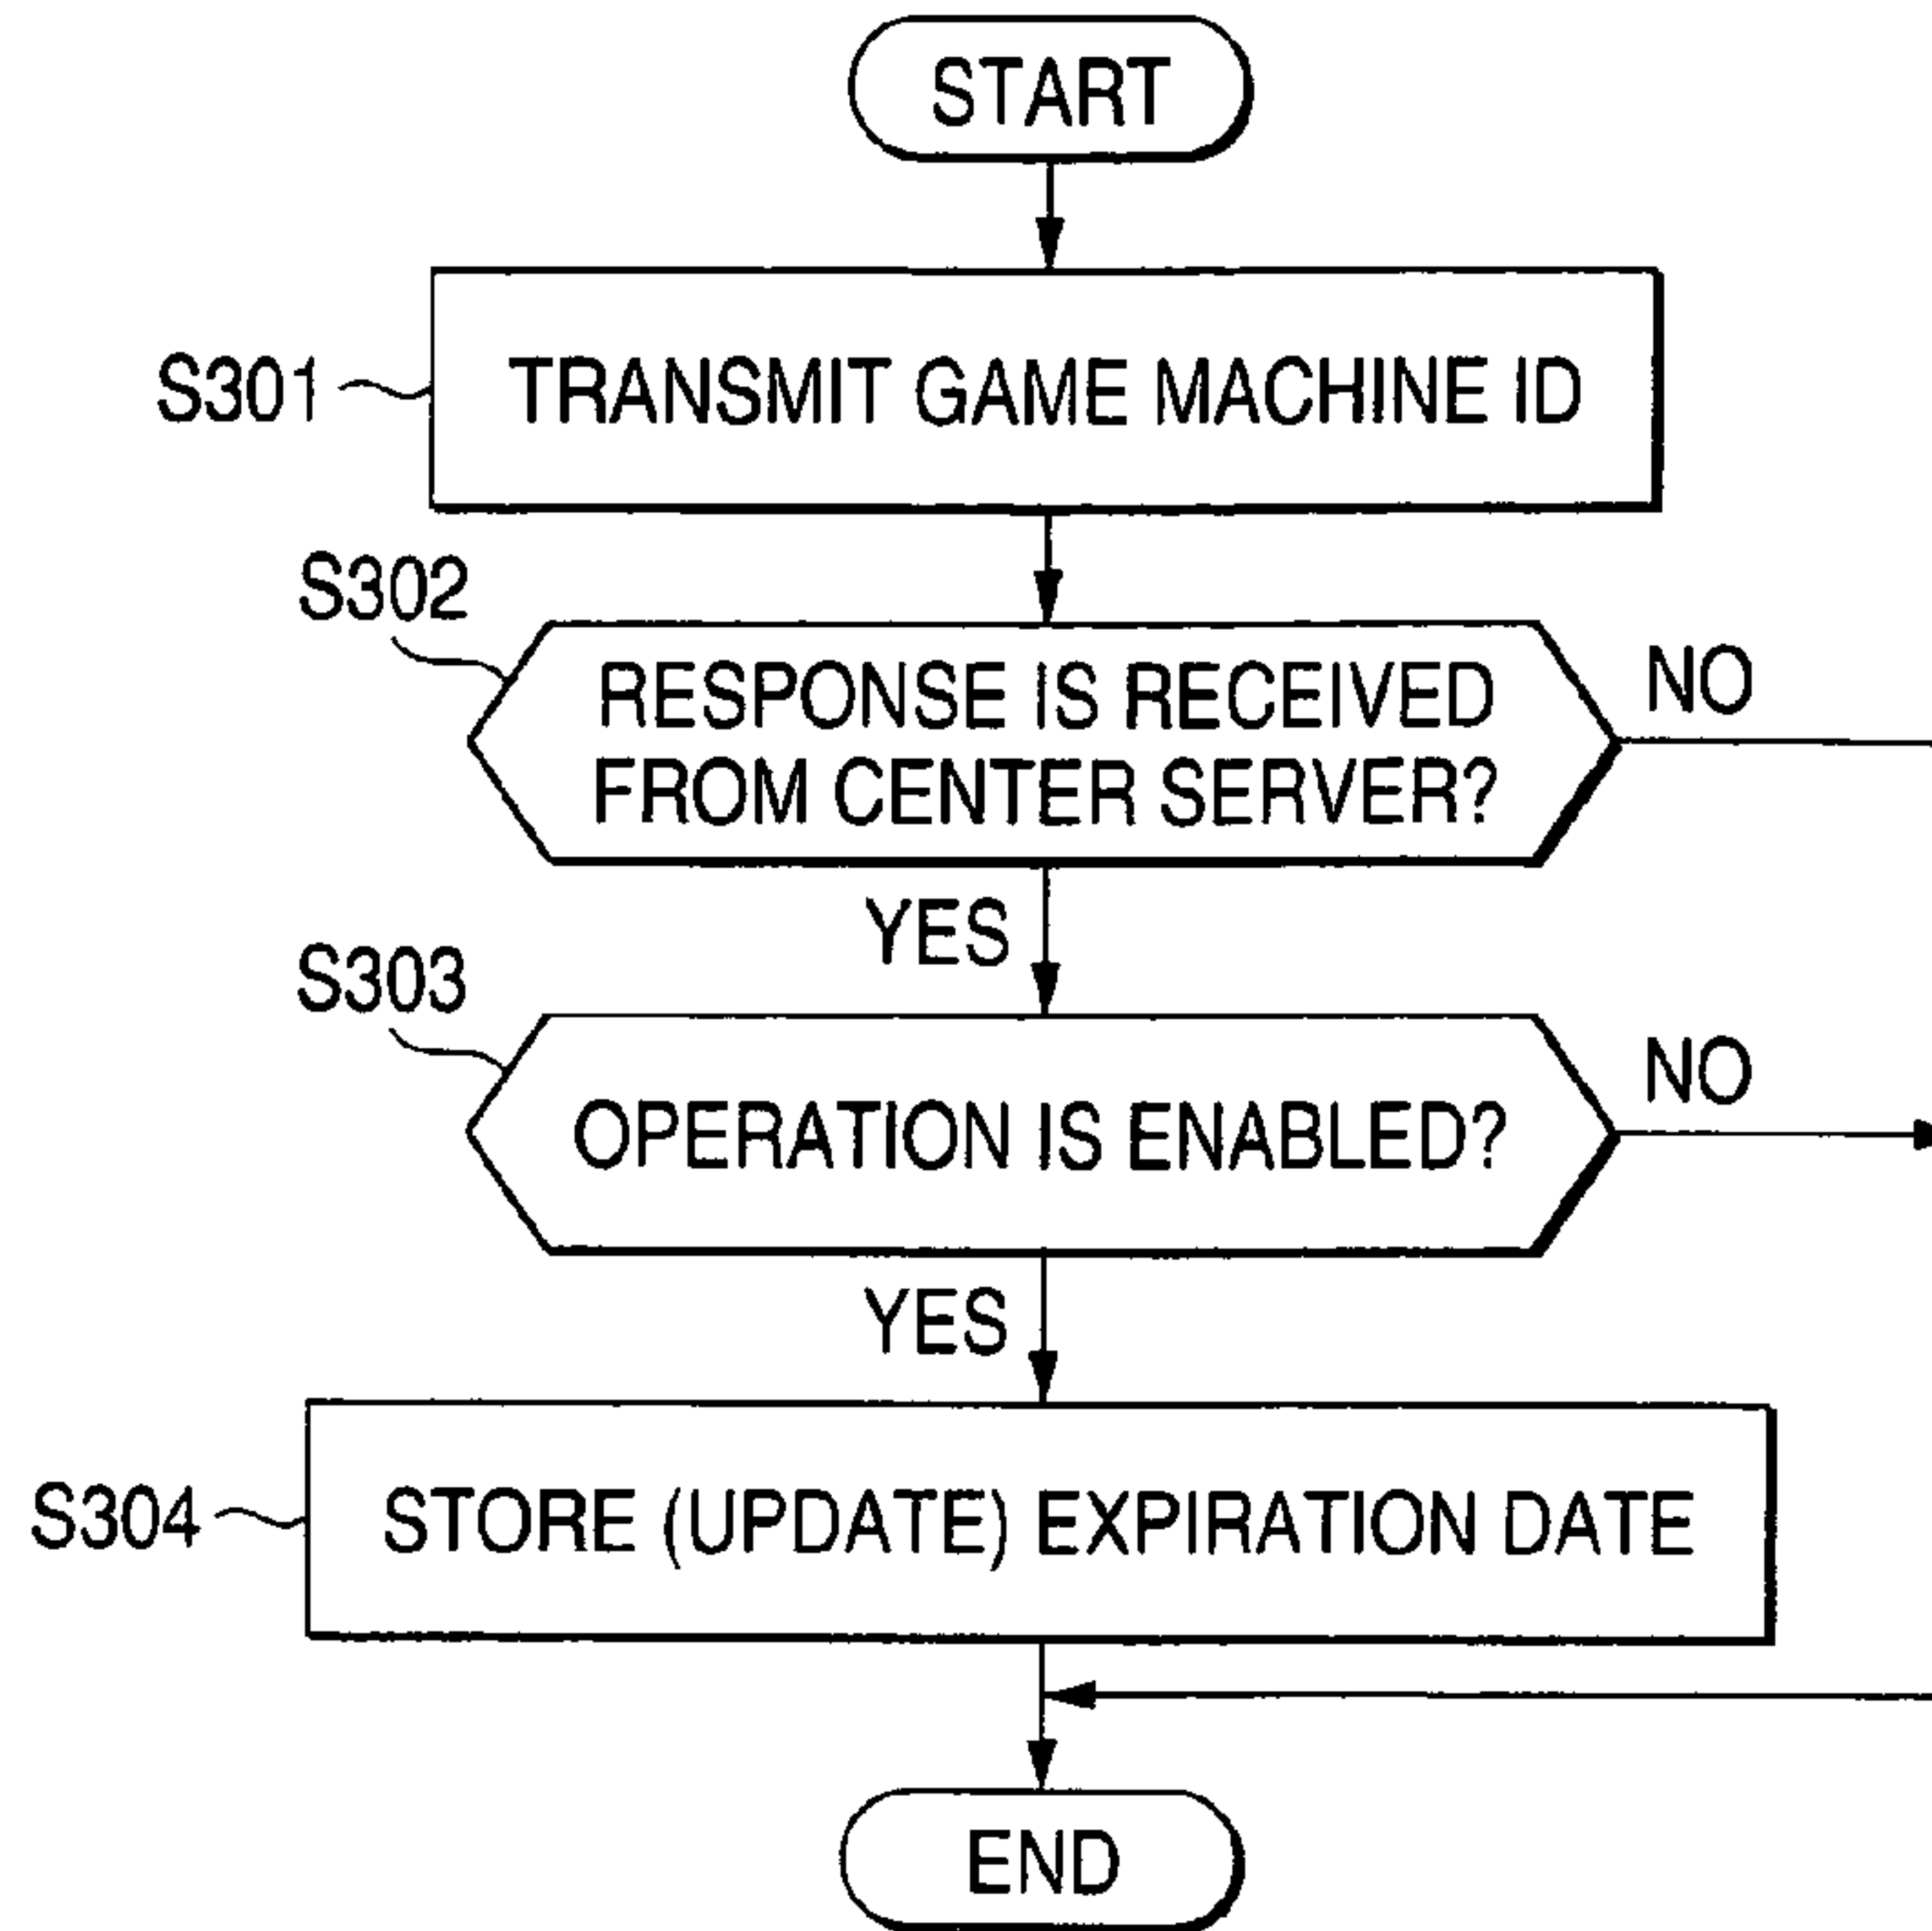 START
S301
TRANSMIT GAME MACHINE ID
S302
RESPONSE IS RECEIVED
FROM CENTER SERVER?
NO
YES
S303
OPERATION IS ENABLED?
NO
YES
S304
STORE (UPDATE) EXPIRATION DATE
END